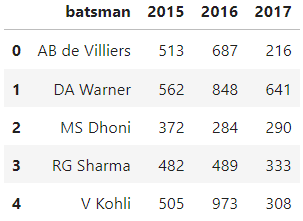 batsman 2015 2016 2017
0 AB de Villiers 513 687 216
1 DA Warner 562 848 641
2 MS Dhoni 372 284 290
3 RG Sharma 482 489 333
4 V Kohli 505 973 308